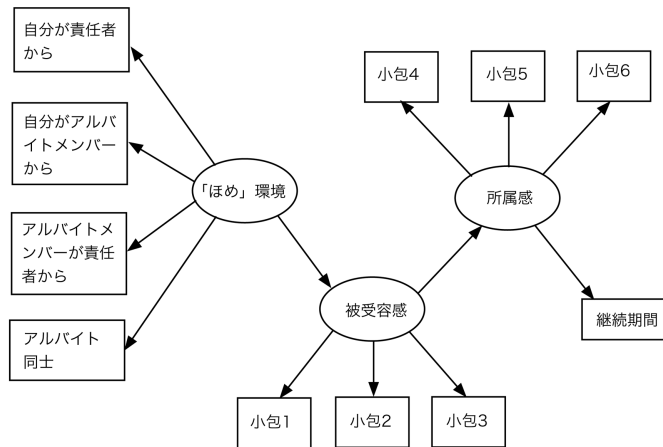 自分が責任者
から
自分がアルバ
イトメンバー
から
アルバイトメ
ンバーが責任
者から
アルバイト
同士
「ほめ」環境
被受容感
小包1
小包2
小包3
小包4
小包5
小包6
所属感
継続期間